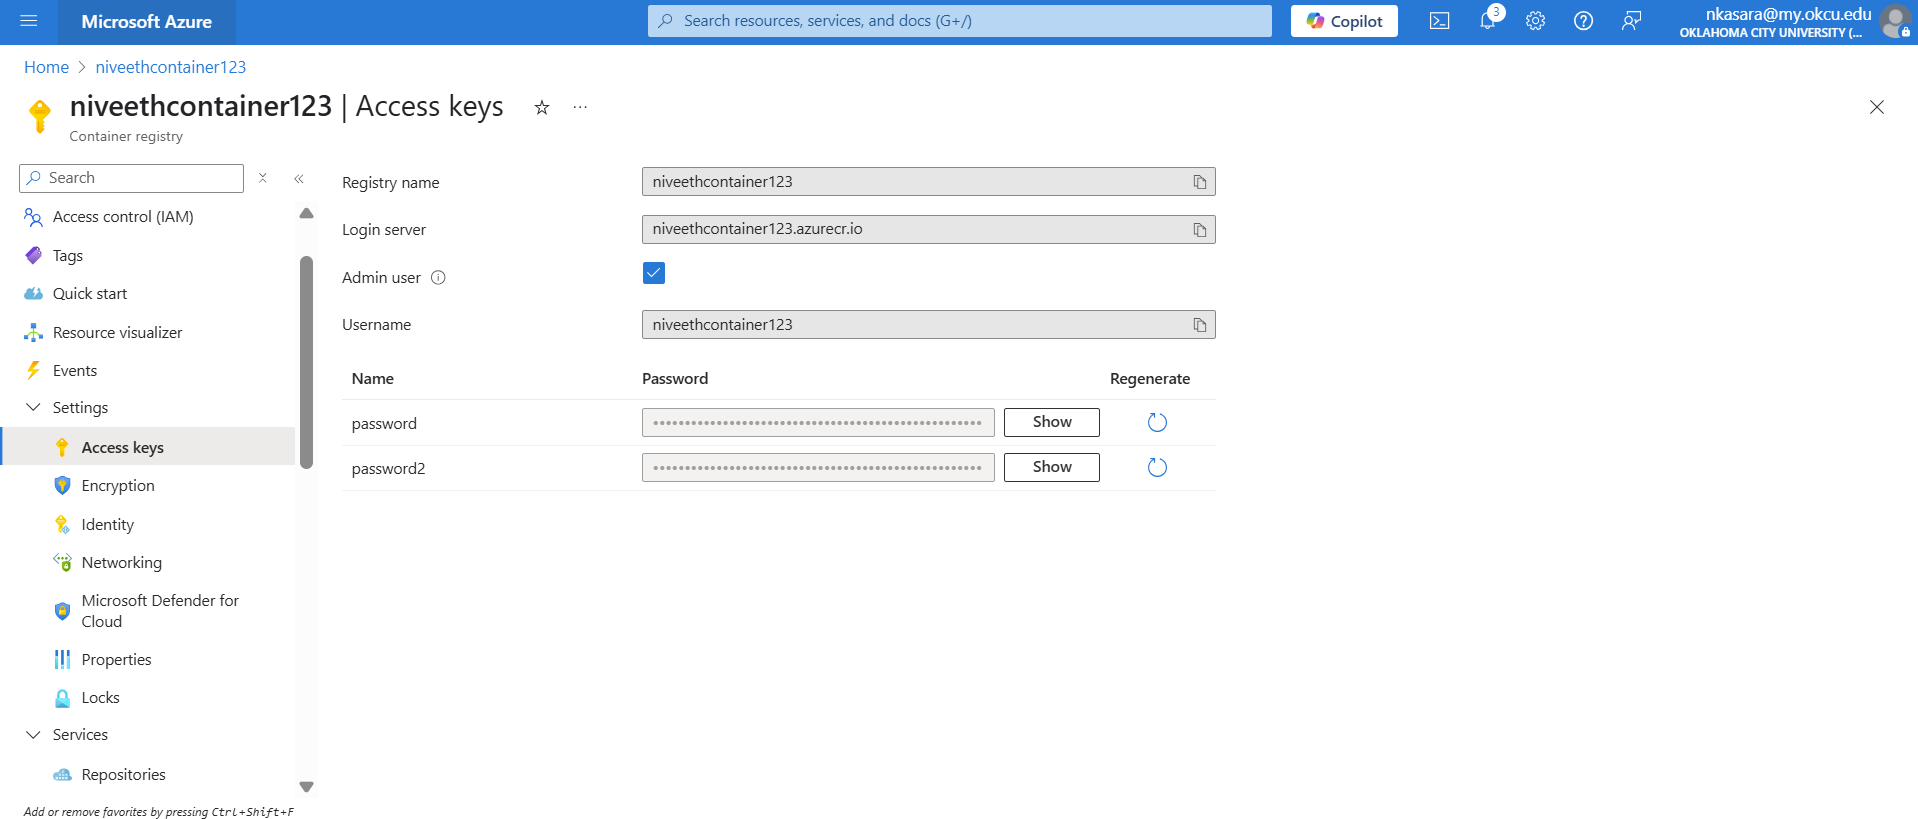 Microsoft Azure
Search resources, services, and docs (G+/)
Copilot
3
nkasara@my.okcu.edu
OKLAHOMA CITY UNIVERSITY (...
Home > niveethcontainer123
niveethcontainer123 | Access keys
Container registry
Search
Access control (IAM)
Tags
Quick start
Resource visualizer
Events
Settings
Access keys
Encryption
Identity
Networking
Microsoft Defender for
Cloud
Properties
Locks
Services
Repositories
Add or remove favorites by pressing Ctrl+Shift+F
Registry name
niveethcontainer123
Login server
niveethcontainer123.azurecr.io
Admin user
Username
niveethcontainer123
Name Password Regenerate
password Show
password2 Show